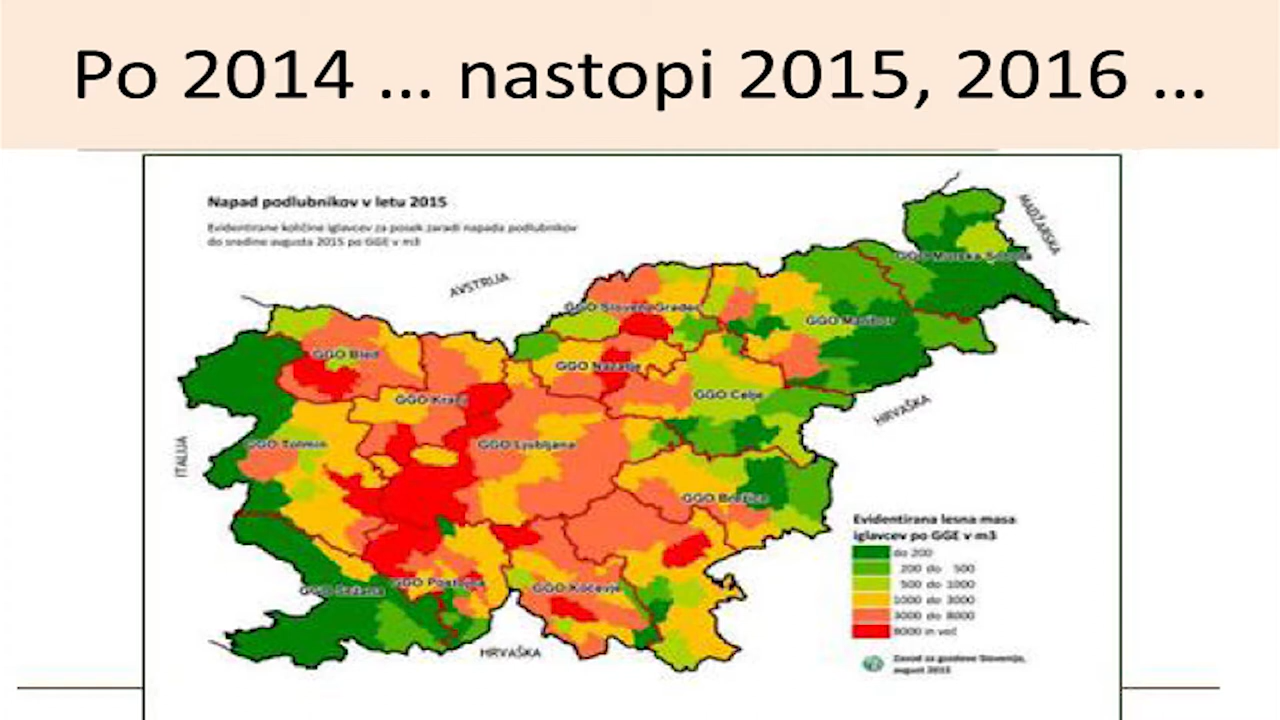 Po 2014 ... nastopi 2015, 2016 ...
Napad podlubnikov v letu 2015
Evidentirane količine iglavcev za posek zaradi napada podlubnikov
do sredine avgusta 2015 po GGE v m3
MADŽARSKA
AVSTRIJA
GGO Murska Sobota
GGO Slovenj Gradec
GGO Maribor
GGO Bled
GGO Nazarje
GGO Kranj
GGO Celje
HRVAŠKA
GGO Tolmin
GGO Ljubljana
ITALIJA
GGO Brežice
Evidentirana lesna masa
iglavcev po GGE v m3
do 200
200 do 500
500 do 1000
1000 do 3000
3000 do 8000
8000 in več
GGO Sežana
GGO Postojna
GGO Kočevje
HRVAŠKA
Zavod za gozdove Slovenije,
avgust 2015